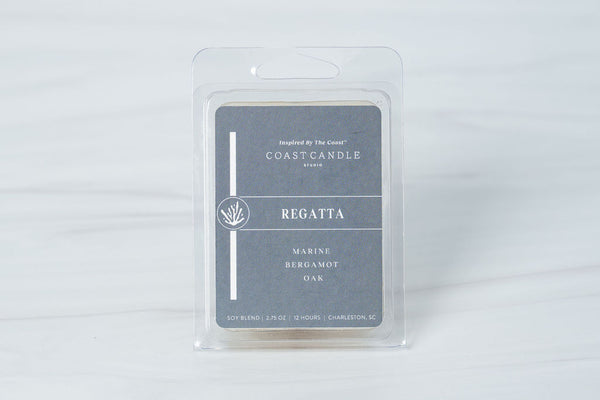 Inspired By The Coast™
COAST CANDLE
STUDIO
REGATTA
MARINE
BERGAMOT
OAK
SOY BLEND | 2.75 OZ | 12 HOURS | CHARLESTON, SC